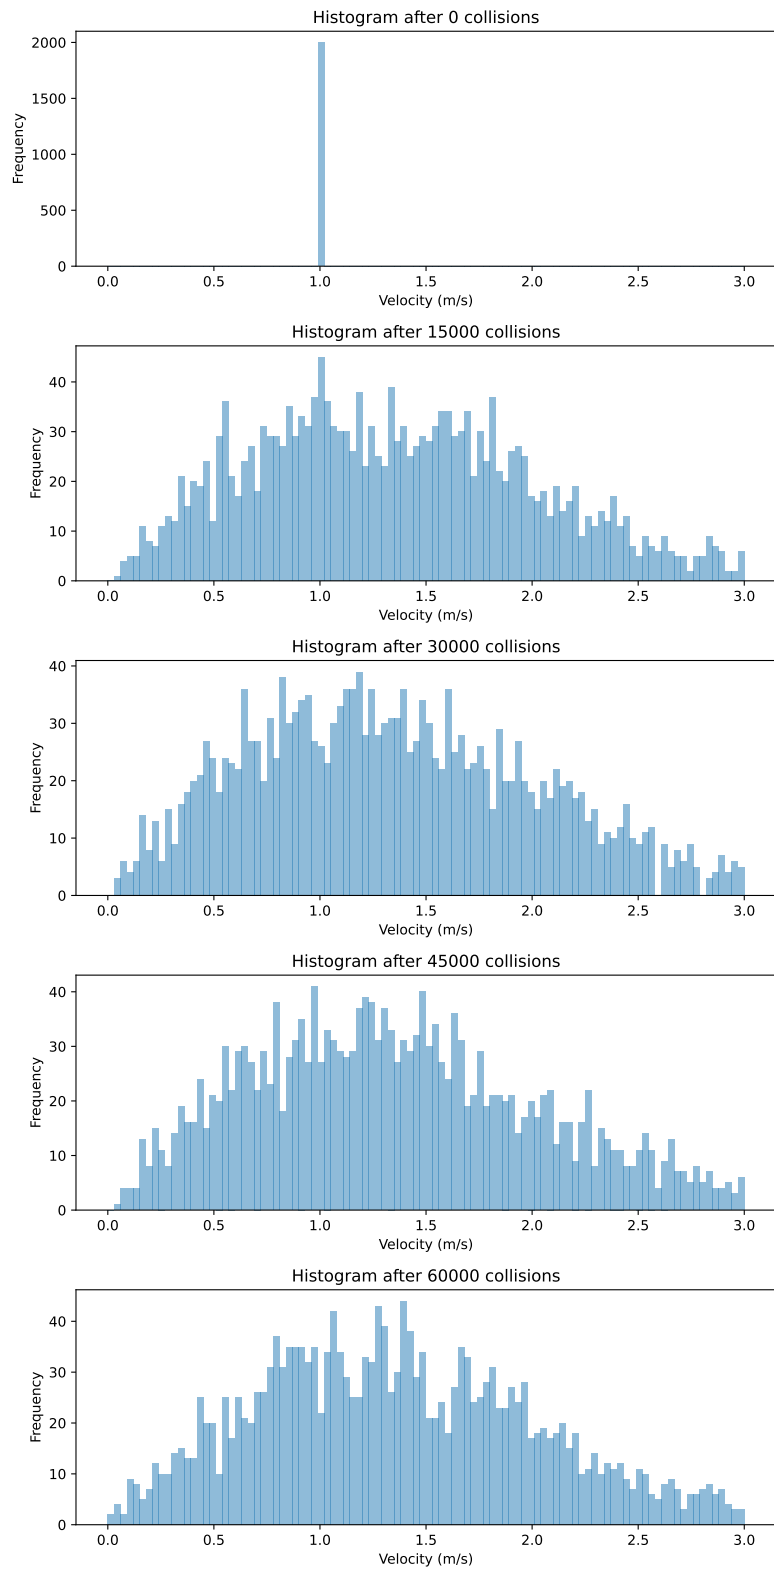 Histogram after 0 collisions
2000
1500
1000
500
0
Frequency
0.0 0.5 1.0 1.5 2.0 2.5 3.0
Velocity (m/s)
Histogram after 15000 collisions
40
30
20
10
0
Frequency
0.0 0.5 1.0 1.5 2.0 2.5 3.0
Velocity (m/s)
Histogram after 30000 collisions
40
30
20
10
0
Frequency
0.0 0.5 1.0 1.5 2.0 2.5 3.0
Velocity (m/s)
Histogram after 45000 collisions
40
30
20
10
0
Frequency
0.0 0.5 1.0 1.5 2.0 2.5 3.0
Velocity (m/s)
Histogram after 60000 collisions
40
30
20
10
0
Frequency
0.0 0.5 1.0 1.5 2.0 2.5 3.0
Velocity (m/s)